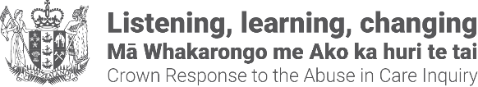 Listening, learning, changing
Mā Whakarongo me Ako ka huri te tai
Crown Response to the Abuse in Care Inquiry